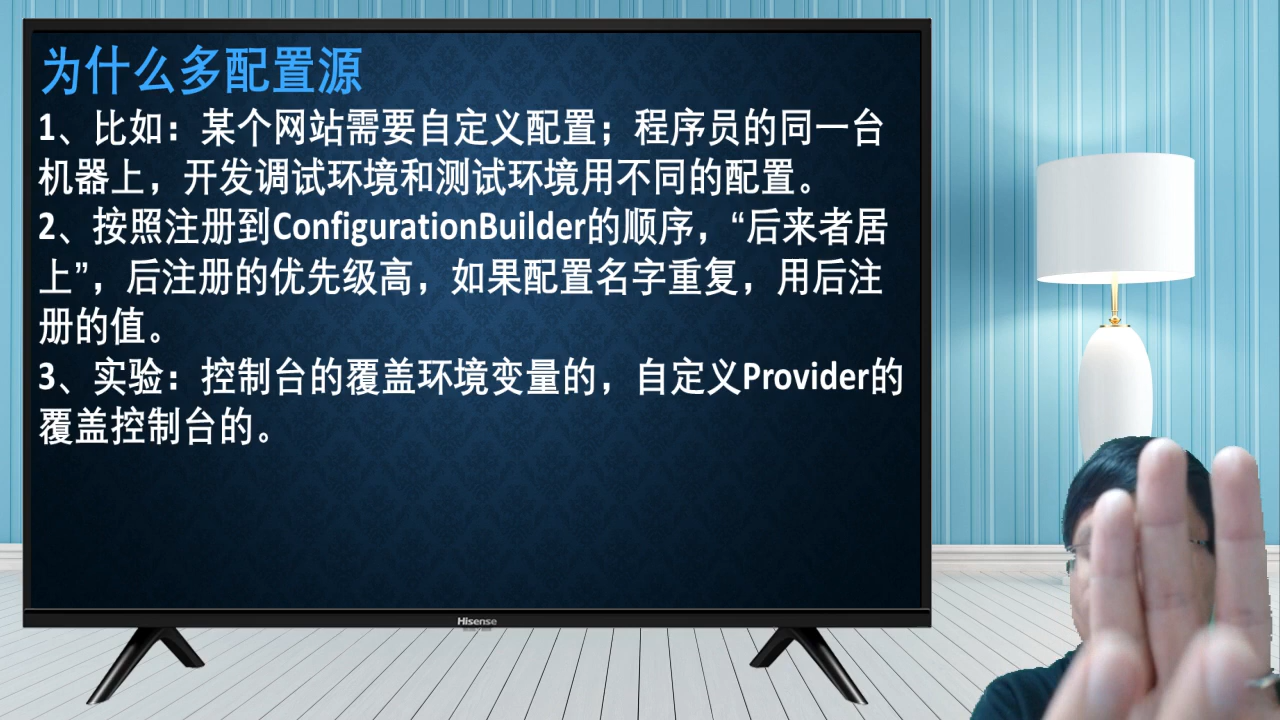 为什么多配置源
1、比如：某个网站需要自定义配置；程序员的同一台
机器上，开发调试环境和测试环境用不同的配置。
2、按照注册到ConfigurationBuilder的顺序，“后来者居
上”，后注册的优先级高，如果配置名字重复，用后注
册的值。
3、实验：控制台的覆盖环境变量的，自定义Provider的
覆盖控制台的。
Hisense